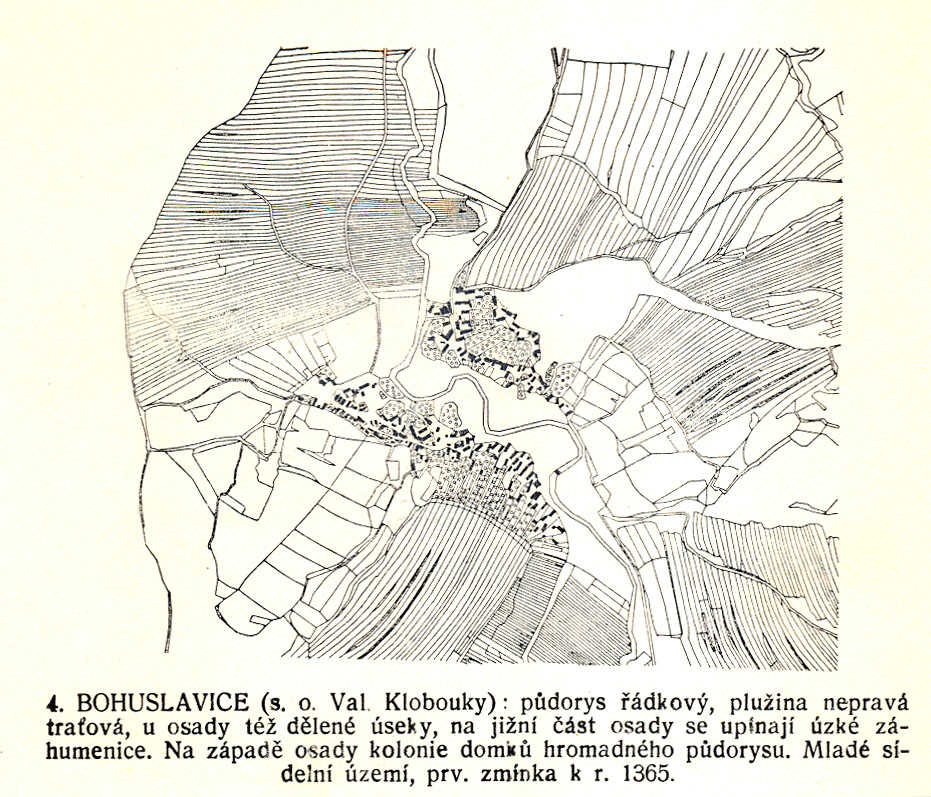 4. BOHUSLAVICE (s. o. Val. Klobouky): půdorys řádkový, plužina nepravá
traťová, u osady též dělené úseky, na jižní část osady se upínají úzké zá-
humenice. Na západě osady kolonie domků hromadného půdorysu. Mladé sí-
delní území, prv. zmínka k r. 1365.